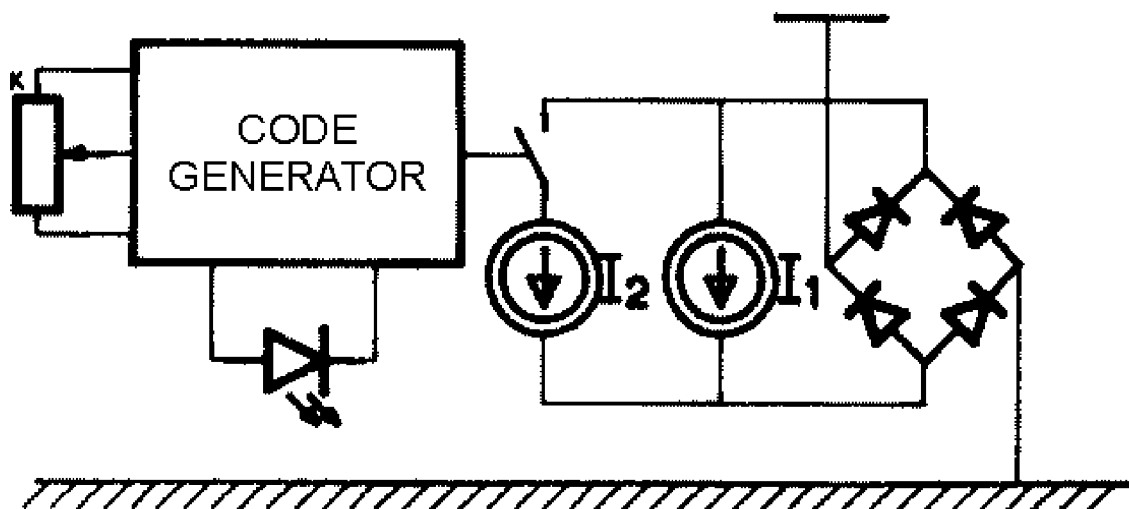 K
CODE
GENERATOR
I2
I1